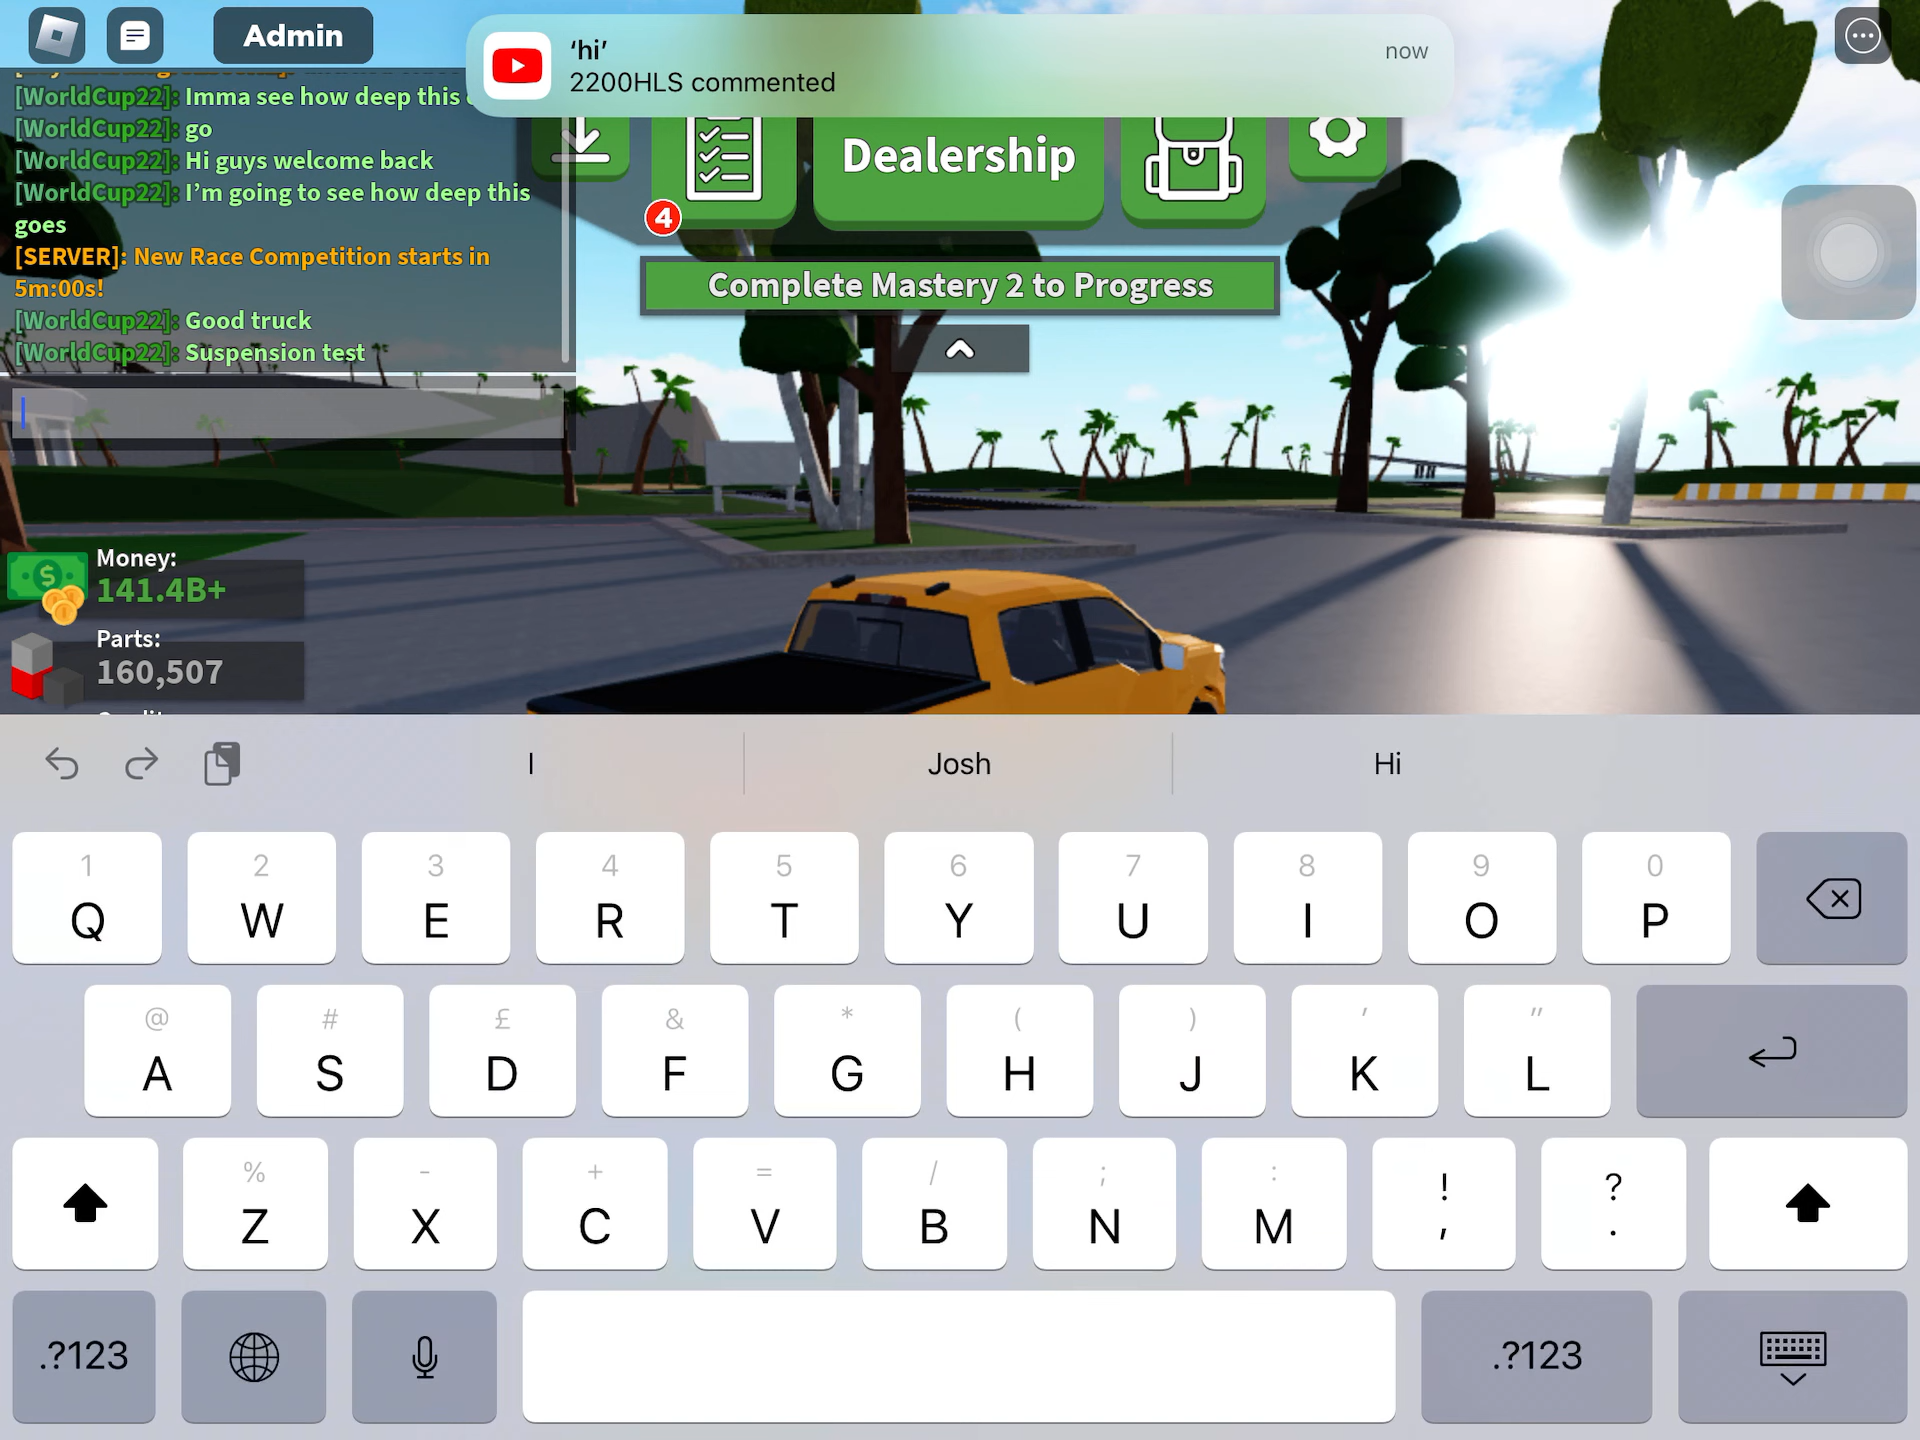 Admin
‘hi’
now
2200HLS commented
[WorldCup22]: Imma see how deep this
[WorldCup22]: go
[WorldCup22]: Hi guys welcome back
[WorldCup22]: I’m going to see how deep this
goes
[SERVER]: New Race Competition starts in
5m:00s!
[WorldCup22]: Good truck
[WorldCup22]: Suspension test
Dealership
4
Complete Mastery 2 to Progress
Money:
141.4B+
Parts:
160,507
I Josh Hi
1 2 3 4 5 6 7 8 9 0
Q W E R T Y U I O P
@ # £ & * ( ) ' "
A S D F G H J K L
% - + = / ; : ! ?
Z X C V B N M , .
.?123 .?123